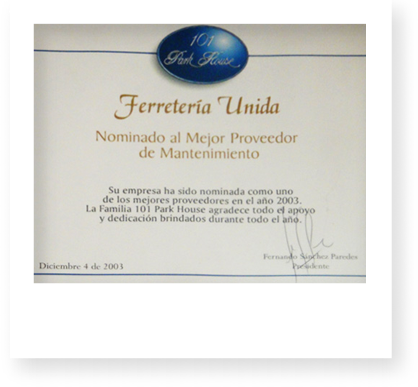 101
Park House
Ferretería Unida
Nominado al Mejor Proveedor
de Mantenimiento
Su empresa ha sido nominada como uno
de los mejores proveedores en el año 2003.
La Familia 101 Park House agradece todo el apoyo
y dedicación brindados durante todo el año.
Fernando Sánchez Paredes
Presidente
Diciembre 4 de 2003